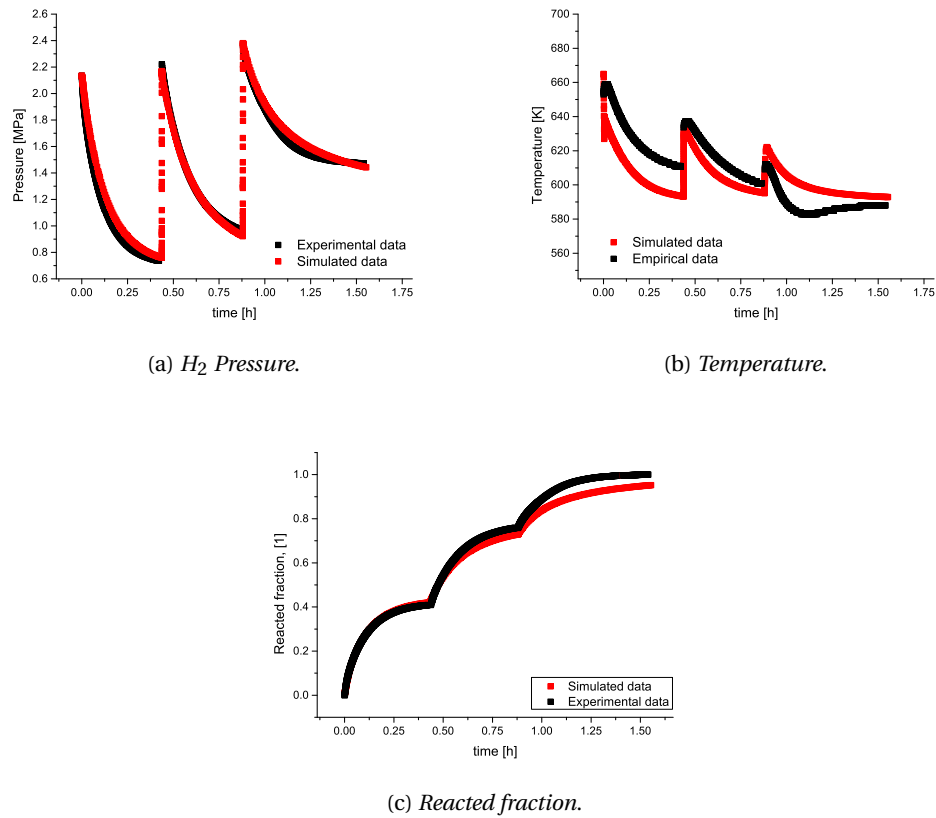 2.6
2.4
2.2
2.0
1.8
1.6
1.4
1.2
1.0
0.8
0.6
Pressure [MPa]
Experimental data
Simulated data
0.00 0.25 0.50 0.75 1.00 1.25 1.50 1.75
time [h]
(a) H2 Pressure.
700
680
660
640
620
600
580
560
Temperature [K]
Simulated data
Empirical data
0.00 0.25 0.50 0.75 1.00 1.25 1.50 1.75
time [h]
(b) Temperature.
1.0
0.8
0.6
0.4
0.2
0.0
Reacted fraction, [1]
Simulated data
Experimental data
0.00 0.25 0.50 0.75 1.00 1.25 1.50
time [h]
(c) Reacted fraction.